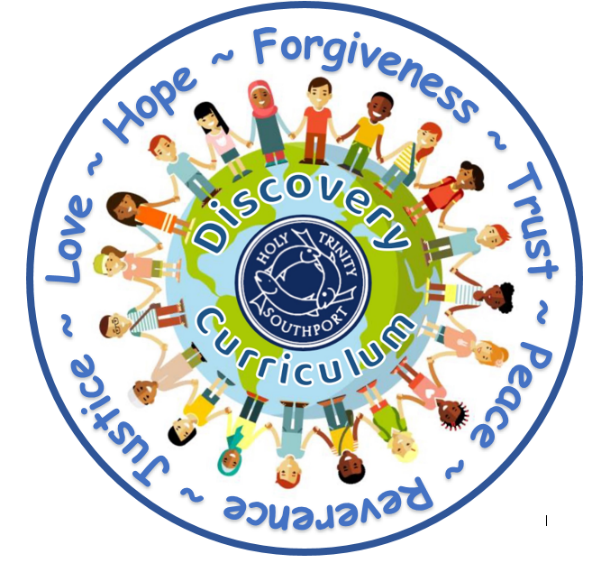 Love ~ Hope ~ Forgiveness ~ Trust ~ Peace ~ Reverence ~ Justice ~
Discovery
HOLY TRINITY
SOUTHPORT
Curriculum